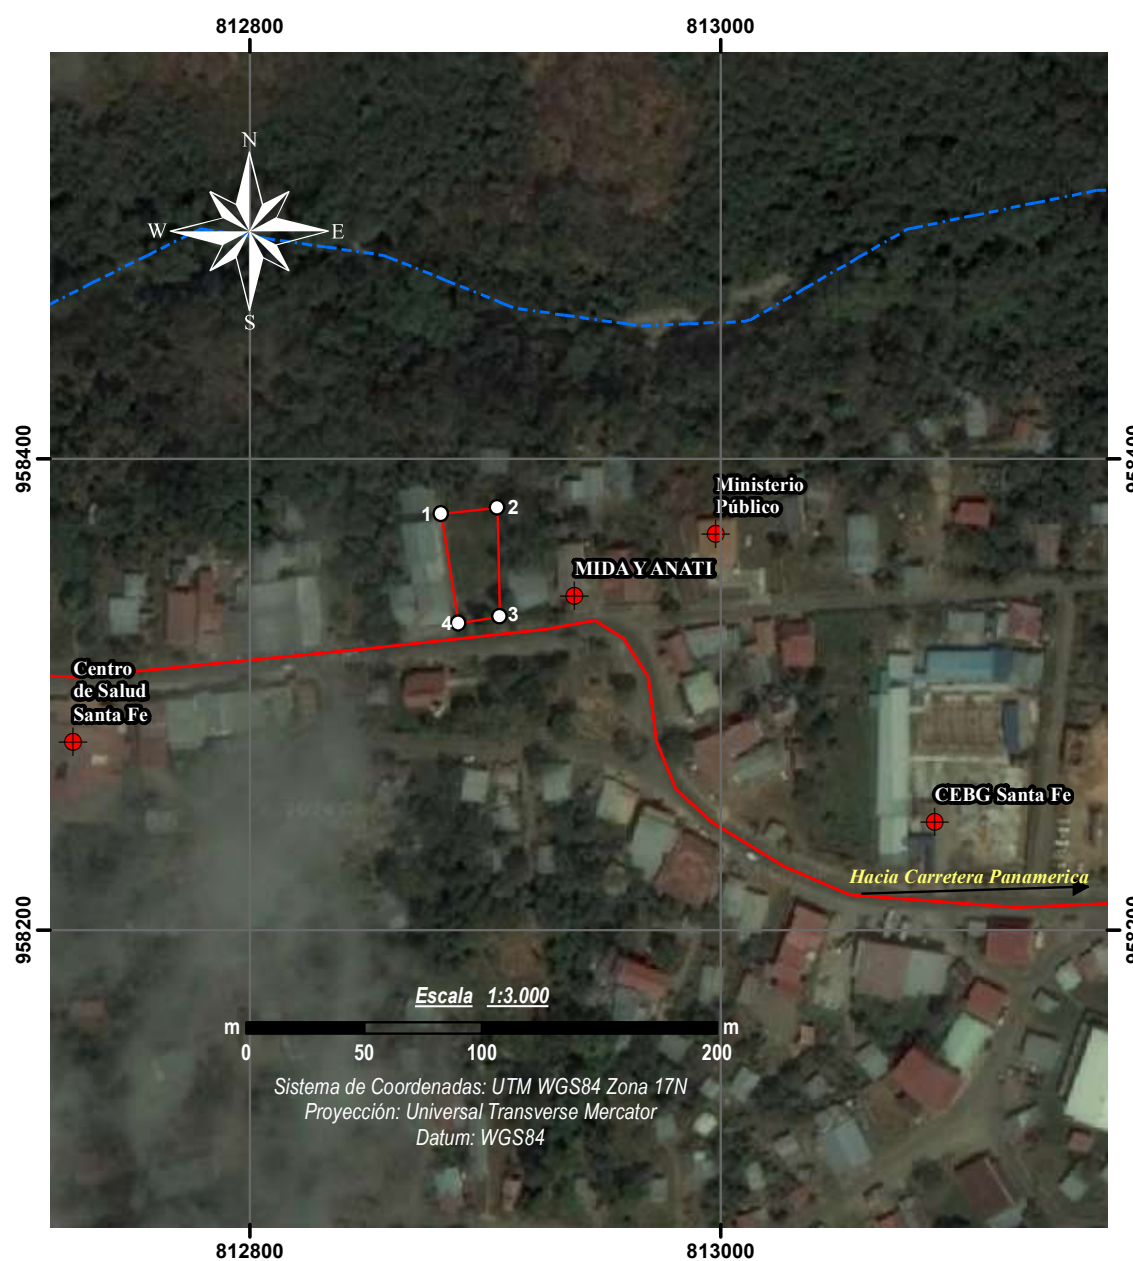 812800
813000
N
W
E
S
958400
958400
Ministerio
Público
1
2
MIDA Y ANATI
4
3
Centro
de Salud
Santa Fe
CEBG Santa Fe
Hacia Carretera Panamerica
958200
958200
Escala 1:3.000
m
m
0
50
100
200
Sistema de Coordenadas: UTM WGS84 Zona 17N
Proyección: Universal Transverse Mercator
Datum: WGS84
812800
813000